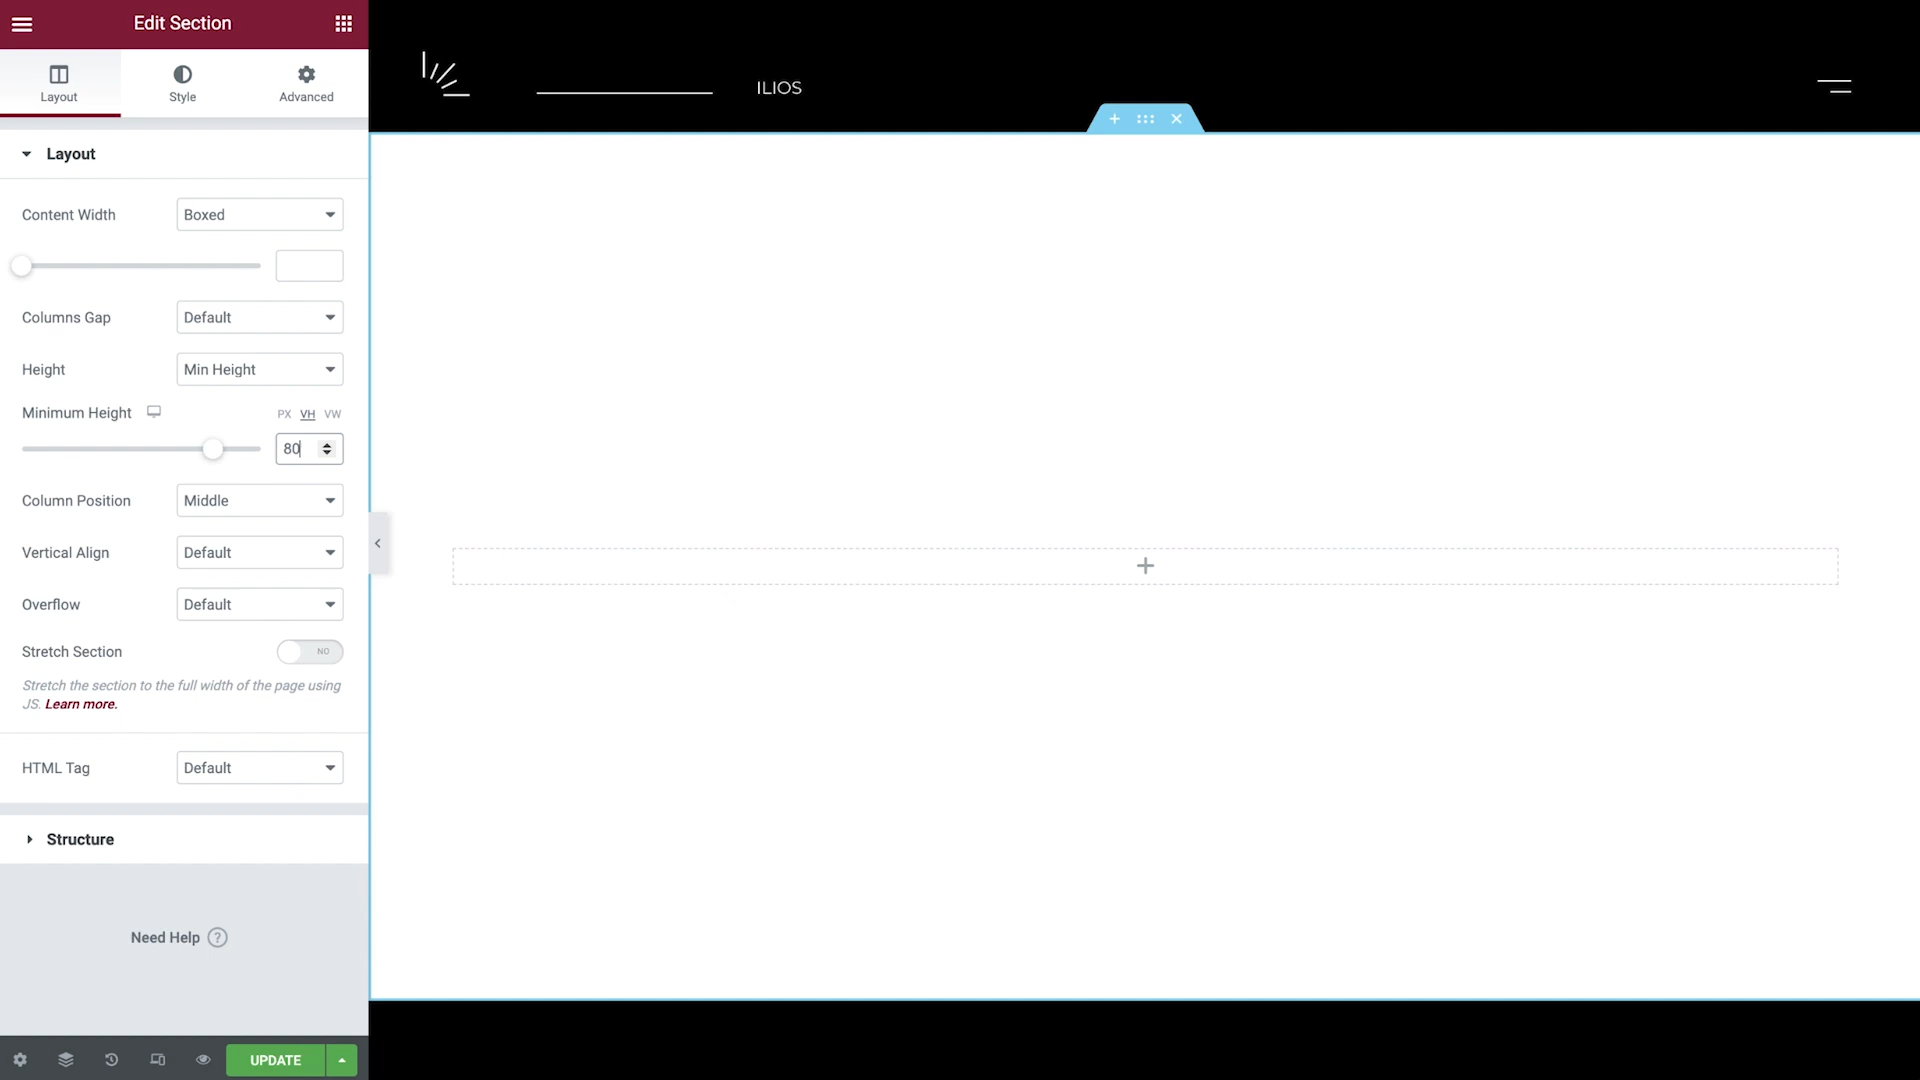 Edit Section
Layout
Style
Advanced
Layout
Content Width
Boxed
Columns Gap
Default
Height
Min Height
Minimum Height
PX VH VW
80
Column Position
Middle
Vertical Align
Default
Overflow
Default
Stretch Section
NO
Stretch the section to the full width of the page using
JS. Learn more.
HTML Tag
Default
Structure
Need Help ?
UPDATE
ILIOS